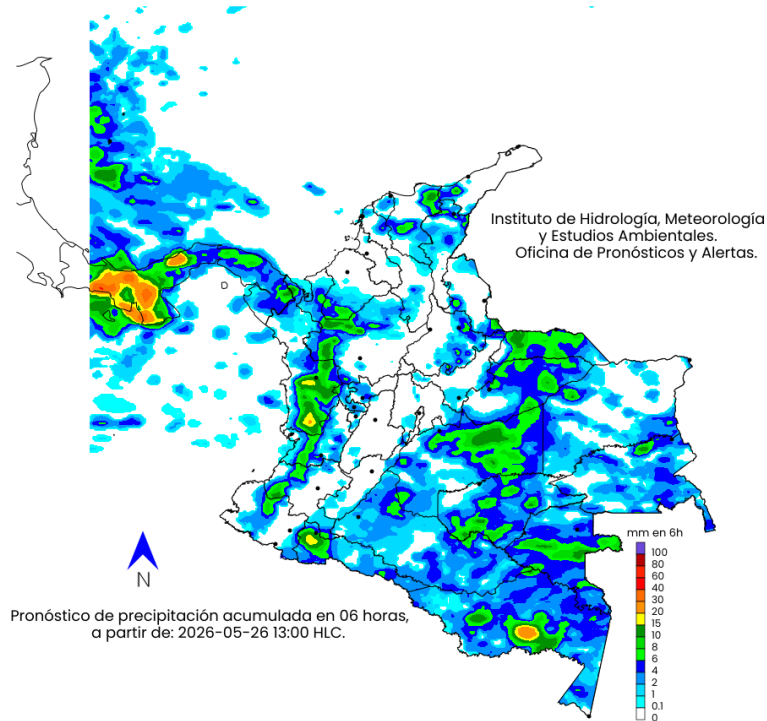 Instituto de Hidrología, Meteorología
y Estudios Ambientales.
Oficina de Pronósticos y Alertas.
mm en 6h
100
80
60
40
30
20
15
10
8
6
4
2
1
0.1
0
N
Pronóstico de precipitación acumulada en 06 horas,
a partir de: 2026-05-26 13:00 HLC.